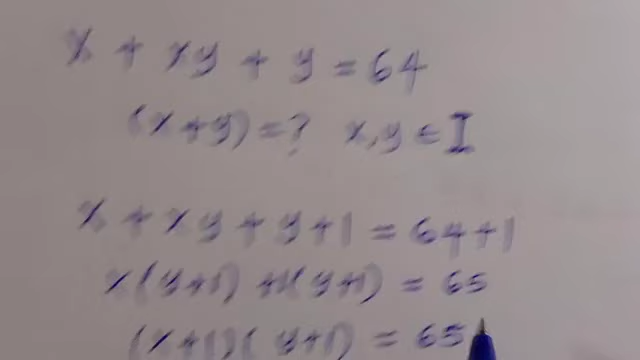 x + xy + y = 64
(x+y) = ? x,y ∈ I
x + xy + y + 1 = 64+1
x(y+1) + 1(y+1) = 65
(x+1)(y+1) = 65